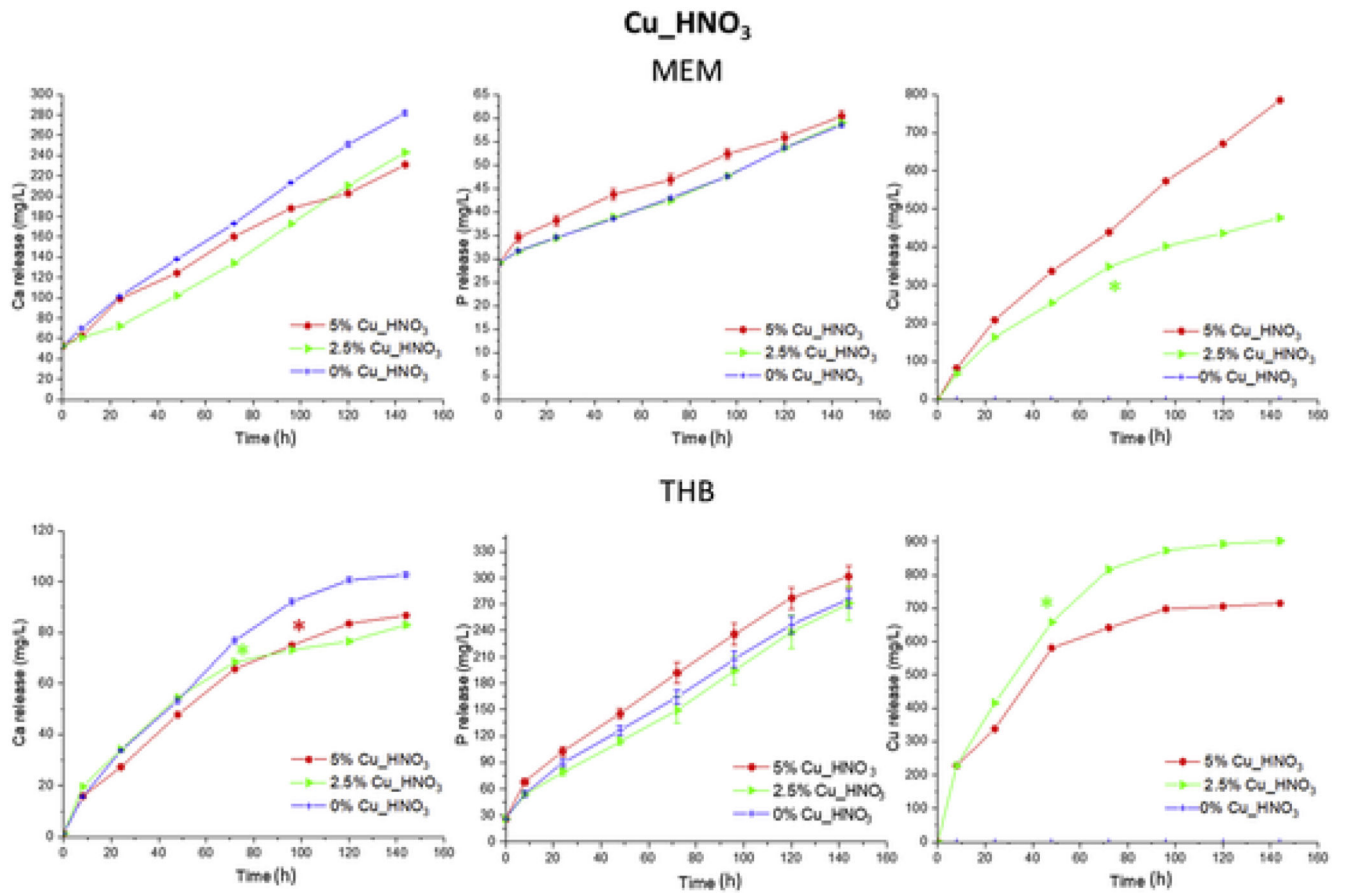 Cu_HNO₃
MEM
Ca release (mg/L)
300
280
260
240
220
200
180
160
140
120
100
80
60
40
20
0
5% Cu_HNO₃
2.5% Cu_HNO₃
0% Cu_HNO₃
0 20 40 60 80 100 120 140 160
Time (h)
P release (mg/L)
65
60
55
50
45
40
35
30
25
20
15
10
5
0
5% Cu_HNO₃
2.5% Cu_HNO₃
0% Cu_HNO₃
0 20 40 60 80 100 120 140 160
Time (h)
Cu release (mg/L)
800
700
600
500
400
300
200
100
0
*
5% Cu_HNO₃
2.5% Cu_HNO₃
0% Cu_HNO₃
0 20 40 60 80 100 120 140 160
Time (h)
THB
Ca release (mg/L)
120
100
80
60
40
20
0
*
*
5% Cu_HNO₃
2.5% Cu_HNO₃
0% Cu_HNO₃
0 20 40 60 80 100 120 140 160
Time (h)
P release (mg/L)
330
300
270
240
210
180
150
120
90
60
30
0
5% Cu_HNO₃
2.5% Cu_HNO₃
0% Cu_HNO₃
0 20 40 60 80 100 120 140 160
Time (h)
Cu release (mg/L)
900
800
700
600
500
400
300
200
100
0
*
5% Cu_HNO₃
2.5% Cu_HNO₃
0% Cu_HNO₃
0 20 40 60 80 100 120 140 160
Time (h)